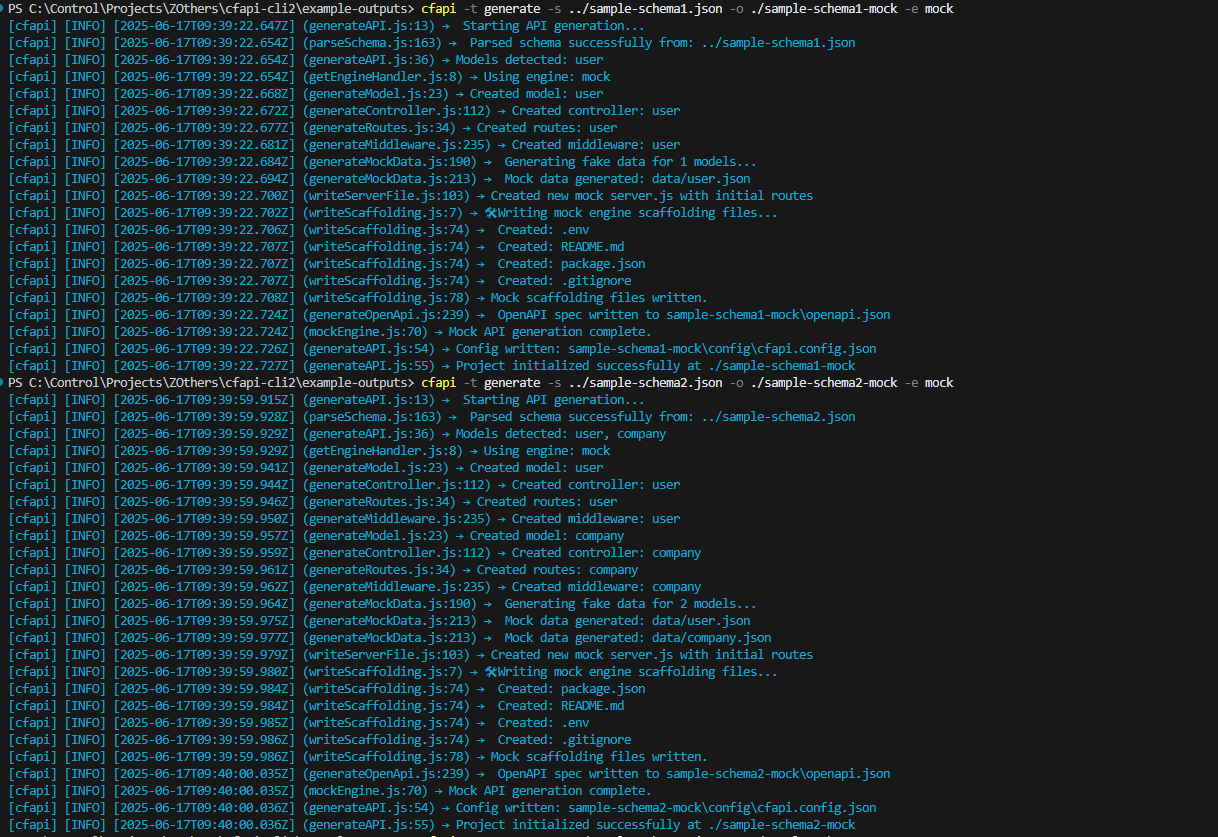 PS C:\Control\Projects\ZOthers\cfapi-cli2\example-outputs> cfapi -t generate -s ../sample-schema1.json -o ./sample-schema1-mock -e mock
[cfapi] [INFO] [2025-06-17T09:39:22.647Z] (generateAPI.js:13) → Starting API generation...
[cfapi] [INFO] [2025-06-17T09:39:22.654Z] (parseSchema:163) → Parsed schema successfully from: ../sample-schema1.json
[cfapi] [INFO] [2025-06-17T09:39:22.654Z] (generateAPI.js:36) → Models detected: user
[cfapi] [INFO] [2025-06-17T09:39:22.654Z] (getEngineHandler.js:8) → Using engine: mock
[cfapi] [INFO] [2025-06-17T09:39:22.668Z] (generateModel.js:23) → Created model: user
[cfapi] [INFO] [2025-06-17T09:39:22.672Z] (generateController.js:112) → Created controller: user
[cfapi] [INFO] [2025-06-17T09:39:22.677Z] (generateRoutes.js:34) → Created routes: user
[cfapi] [INFO] [2025-06-17T09:39:22.681Z] (generateMiddleware.js:235) → Created middleware: user
[cfapi] [INFO] [2025-06-17T09:39:22.684Z] (generateMockData.js:190) → Generating fake data for 1 models...
[cfapi] [INFO] [2025-06-17T09:39:22.694Z] (generateMockData.js:213) → Mock data generated: data/user.json
[cfapi] [INFO] [2025-06-17T09:39:22.700Z] (writeServerFile.js:103) → Created new mock server.js with initial routes
[cfapi] [INFO] [2025-06-17T09:39:22.702Z] (writeScaffolding.js:7) → 🛠Writing mock engine scaffolding files...
[cfapi] [INFO] [2025-06-17T09:39:22.706Z] (writeScaffolding.js:74) → Created: .env
[cfapi] [INFO] [2025-06-17T09:39:22.707Z] (writeScaffolding.js:74) → Created: README.md
[cfapi] [INFO] [2025-06-17T09:39:22.707Z] (writeScaffolding.js:74) → Created: package.json
[cfapi] [INFO] [2025-06-17T09:39:22.707Z] (writeScaffolding.js:74) → Created: .gitignore
[cfapi] [INFO] [2025-06-17T09:39:22.708Z] (writeScaffolding.js:78) → Mock scaffolding files written.
[cfapi] [INFO] [2025-06-17T09:39:22.724Z] (generateOpenApi.js:239) → OpenAPI spec written to sample-schema1-mock\openapi.json
[cfapi] [INFO] [2025-06-17T09:39:22.724Z] (mockEngine.js:70) → Mock API generation complete.
[cfapi] [INFO] [2025-06-17T09:39:22.726Z] (generateAPI.js:54) → Config written: sample-schema1-mock\config\cfapi.config.json
[cfapi] [INFO] [2025-06-17T09:39:22.727Z] (generateAPI.js:55) → Project initialized successfully at ./sample-schema1-mock
PS C:\Control\Projects\ZOthers\cfapi-cli2\example-outputs> cfapi -t generate -s ../sample-schema2.json -o ./sample-schema2-mock -e mock
[cfapi] [INFO] [2025-06-17T09:39:59.915Z] (generateAPI.js:13) → Starting API generation...
[cfapi] [INFO] [2025-06-17T09:39:59.928Z] (parseSchema:163) → Parsed schema successfully from: ../sample-schema2.json
[cfapi] [INFO] [2025-06-17T09:39:59.929Z] (generateAPI.js:36) → Models detected: user, company
[cfapi] [INFO] [2025-06-17T09:39:59.929Z] (getEngineHandler.js:8) → Using engine: mock
[cfapi] [INFO] [2025-06-17T09:39:59.941Z] (generateModel.js:23) → Created model: user
[cfapi] [INFO] [2025-06-17T09:39:59.944Z] (generateController.js:112) → Created controller: user
[cfapi] [INFO] [2025-06-17T09:39:59.946Z] (generateRoutes.js:34) → Created routes: user
[cfapi] [INFO] [2025-06-17T09:39:59.950Z] (generateMiddleware.js:235) → Created middleware: user
[cfapi] [INFO] [2025-06-17T09:39:59.957Z] (generateModel.js:23) → Created model: company
[cfapi] [INFO] [2025-06-17T09:39:59.959Z] (generateController.js:112) → Created controller: company
[cfapi] [INFO] [2025-06-17T09:39:59.961Z] (generateRoutes.js:34) → Created routes: company
[cfapi] [INFO] [2025-06-17T09:39:59.962Z] (generateMiddleware.js:235) → Created middleware: company
[cfapi] [INFO] [2025-06-17T09:39:59.964Z] (generateMockData.js:190) → Generating fake data for 2 models...
[cfapi] [INFO] [2025-06-17T09:39:59.975Z] (generateMockData.js:213) → Mock data generated: data/user.json
[cfapi] [INFO] [2025-06-17T09:39:59.977Z] (generateMockData.js:213) → Mock data generated: data/company.json
[cfapi] [INFO] [2025-06-17T09:39:59.979Z] (writeServerFile.js:103) → Created new mock server.js with initial routes
[cfapi] [INFO] [2025-06-17T09:39:59.980Z] (writeScaffolding.js:7) → 🛠Writing mock engine scaffolding files...
[cfapi] [INFO] [2025-06-17T09:39:59.984Z] (writeScaffolding.js:74) → Created: package.json
[cfapi] [INFO] [2025-06-17T09:39:59.984Z] (writeScaffolding.js:74) → Created: README.md
[cfapi] [INFO] [2025-06-17T09:39:59.985Z] (writeScaffolding.js:74) → Created: .env
[cfapi] [INFO] [2025-06-17T09:39:59.986Z] (writeScaffolding.js:74) → Created: .gitignore
[cfapi] [INFO] [2025-06-17T09:39:59.986Z] (writeScaffolding.js:78) → Mock scaffolding files written.
[cfapi] [INFO] [2025-06-17T09:40:00.035Z] (generateOpenApi.js:239) → OpenAPI spec written to sample-schema2-mock\openapi.json
[cfapi] [INFO] [2025-06-17T09:40:00.035Z] (mockEngine.js:70) → Mock API generation complete.
[cfapi] [INFO] [2025-06-17T09:40:00.036Z] (generateAPI.js:54) → Config written: sample-schema2-mock\config\cfapi.config.json
[cfapi] [INFO] [2025-06-17T09:40:00.036Z] (generateAPI.js:55) → Project initialized successfully at ./sample-schema2-mock